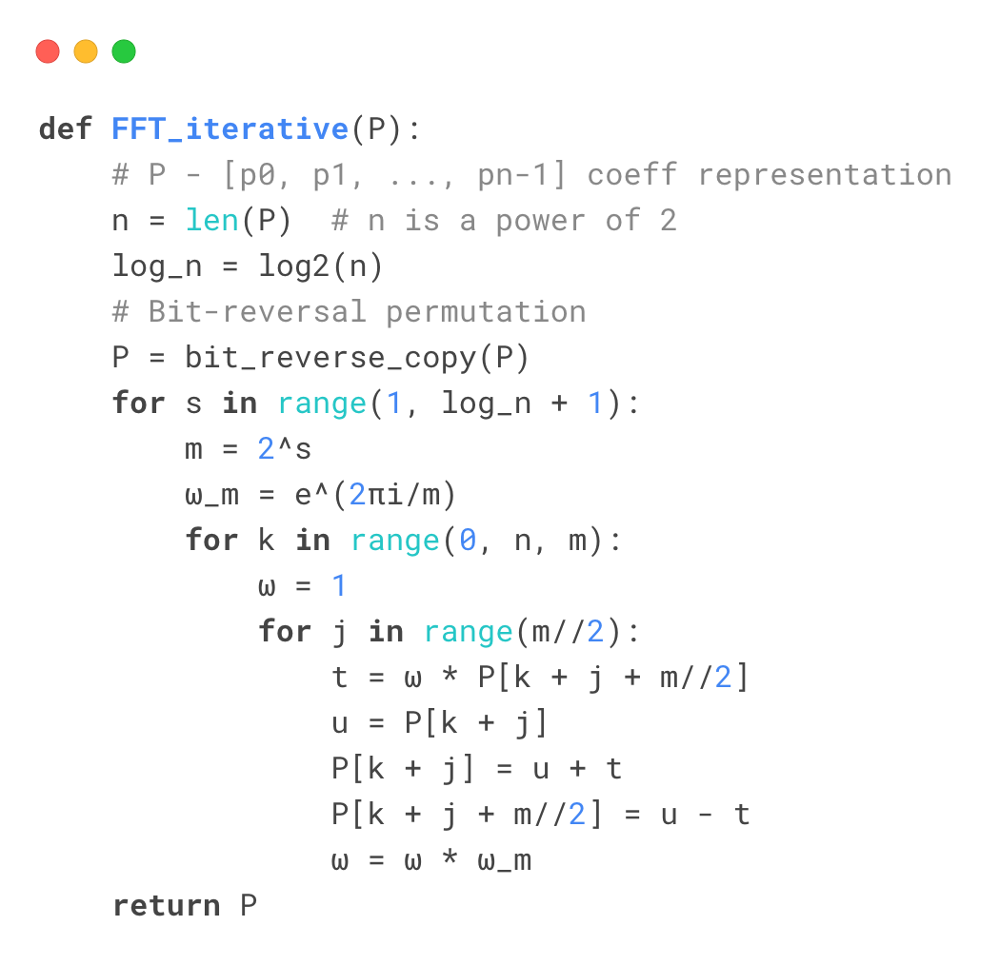 def FFT_iterative(P):
    # P - [p0, p1, ..., pn-1] coeff representation
    n = len(P)  # n is a power of 2
    log_n = log2(n)
    # Bit-reversal permutation
    P = bit_reverse_copy(P)
    for s in range(1, log_n + 1):
        m = 2^s
        ω_m = e^(2πi/m)
        for k in range(0, n, m):
            ω = 1
            for j in range(m//2):
                t = ω * P[k + j + m//2]
                u = P[k + j]
                P[k + j] = u + t
                P[k + j + m//2] = u - t
                ω = ω * ω_m
    return P